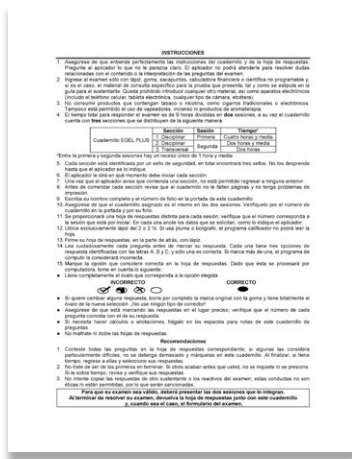 INSTRUCCIONES
1. Asegúrese de que entiende perfectamente las instrucciones del cuadernillo y de la hoja de respuestas.
Pregunte al aplicador lo que no le parezca claro. El aplicador no podrá atenderle para resolver dudas
relacionadas con el contenido o la interpretación de las preguntas del examen.
2. Ingrese al examen sólo con lápiz, goma, sacapuntas, calculadora financiera o científica no programable y,
si es el caso, el material de consulta especificado para la prueba que presenta, tal y como se estipula en la
guía para el sustentante. Queda prohibido introducir cualquier otro material, así como aparatos electrónicos
(incluido el teléfono celular, tableta electrónica, cualquier tipo de cámara, etcétera).
3. No consumir productos que contengan tabaco o nicotina, como cigarros tradicionales o electrónicos.
Tampoco está permitido el uso de vapeadores, incienso ni productos de aromaterapia.
4. El tiempo total para responder el examen es de 9 horas divididas en dos sesiones, a su vez el cuadernillo
cuenta con tres secciones que se distribuyen de la siguiente manera:
Sección Sesión Tiempo*
Cuadernillo EGEL PLUS
1. Disciplinar Primera Cuatro horas y media
2. Disciplinar Segunda Dos horas y media
3. Transversal Dos horas
*Entre la primera y segunda sesiones hay un receso único de 1 hora y media
5. Cada sección está identificada por un sello de seguridad, en total encontrará tres sellos. No los desprenda
hasta que el aplicador se lo indique.
6. El aplicador le dirá en qué momento debe iniciar cada sección.
7. Una vez que el aplicador avise que comienza una sección, no está permitido regresar a ninguna anterior.
8. Antes de comenzar cada sección revise que al cuadernillo no le falten páginas y no tenga problemas de
impresión.
9. Escriba su nombre completo y el número de folio en la portada de este cuadernillo.
10. Asegúrese de que el cuadernillo asignado es el mismo en las dos sesiones. Verifíquelo por el número de
cuadernillo en la portada y por su folio.
11. Se proporcionará una hoja de respuestas distinta para cada sesión; verifique que el número corresponda a
la sesión que está por iniciar. En cada una anote los datos que se solicitan, como lo indique el aplicador.
12. Utilice exclusivamente lápiz del 2 o 2 ½. Si usa pluma o bolígrafo, el programa calificador no podrá leer la
hoja.
13. Firme su hoja de respuestas, en la parte de atrás, con lápiz.
14. Lea cuidadosamente cada pregunta antes de marcar su respuesta. Cada una tiene tres opciones de
respuesta identificadas con las letras A, B y C, y sólo una es correcta. Si marca más de una, el programa de
cómputo la considerará incorrecta.
15. Marque la opción que considere correcta en la hoja de respuestas. Dado que ésta se procesará por
computadora, tome en cuenta lo siguiente:
• Llene completamente el óvalo que corresponda a la opción elegida
INCORRECTO CORRECTO
• Si quiere cambiar alguna respuesta, borre por completo la marca original con la goma y llene totalmente el
óvalo de la nueva selección. ¡No use ningún tipo de corrector!
• Asegúrese de que está marcando las respuestas en el lugar preciso; verifique que el número de cada
pregunta coincida con el de su respuesta.
• Si necesita hacer cálculos o anotaciones, hágalo en los espacios para notas de este cuadernillo de
preguntas.
• No maltrate ni doble las hojas de respuestas.
Recomendaciones
1. Conteste todas las preguntas en la hoja de respuestas correspondiente; si algunas las considera
particularmente difíciles, no se detenga demasiado y márquelas en este cuadernillo. Al finalizar, si tiene
tiempo, regrese a ellas y seleccione sus respuestas.
2. No trate de ser de los primeros en terminar. Si otros acaban antes que usted, no se inquiete ni se presione.
Si le sobra tiempo, revise y verifique sus respuestas.
3. No intente copiar las respuestas de otro sustentante o los reactivos del examen; estas conductas no son
éticas ni están permitidas, por lo que serán sancionadas.
Para que su examen sea válido, deberá presentar las dos sesiones que lo integran.
Al terminar de resolver su examen, devuelva la hoja de respuestas junto con este cuadernillo
y, cuando sea el caso, el formulario del examen.